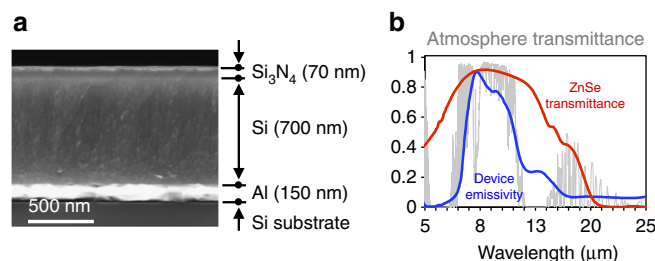 a
Si₃N₄ (70 nm)
Si (700 nm)
Al (150 nm)
Si substrate
500 nm
b
Atmosphere transmittance
ZnSe
transmittance
Device
emissivity
1
0.8
0.6
0.4
0.2
0
5 8 10 13 20 25
Wavelength (μm)